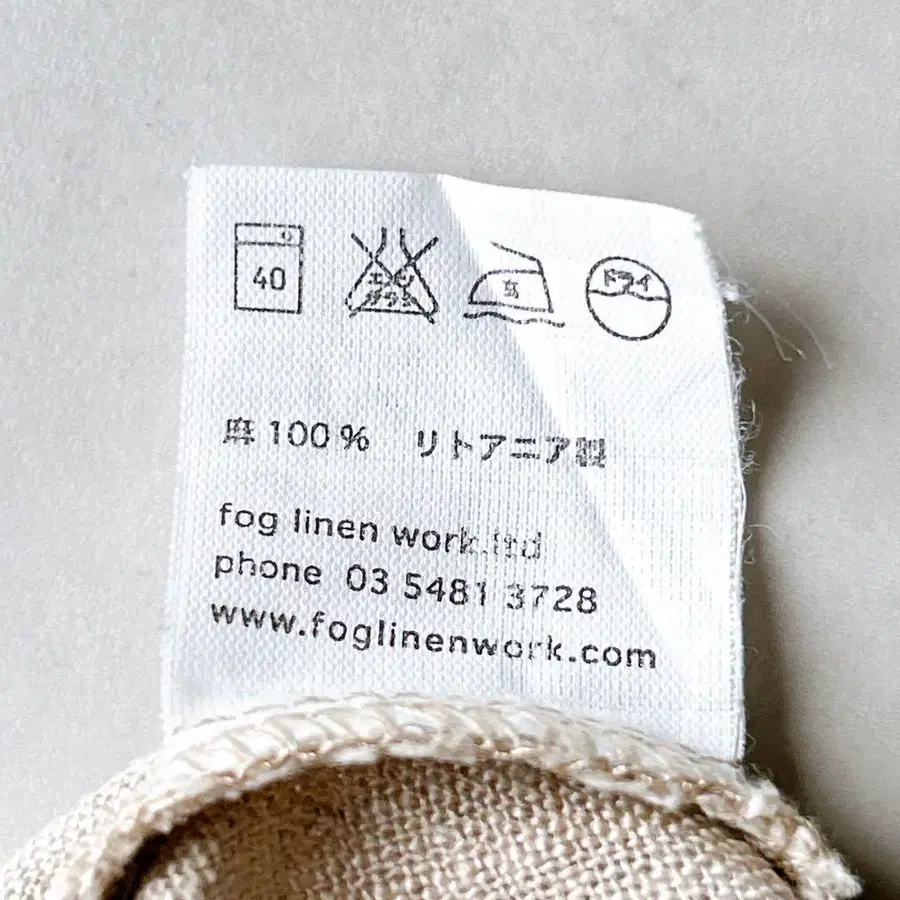 40
エンソサラシ
ドライ
麻 100% リトアニア製
fog linen work.ltd
phone 03 5481 3728
www.foglinenwork.com